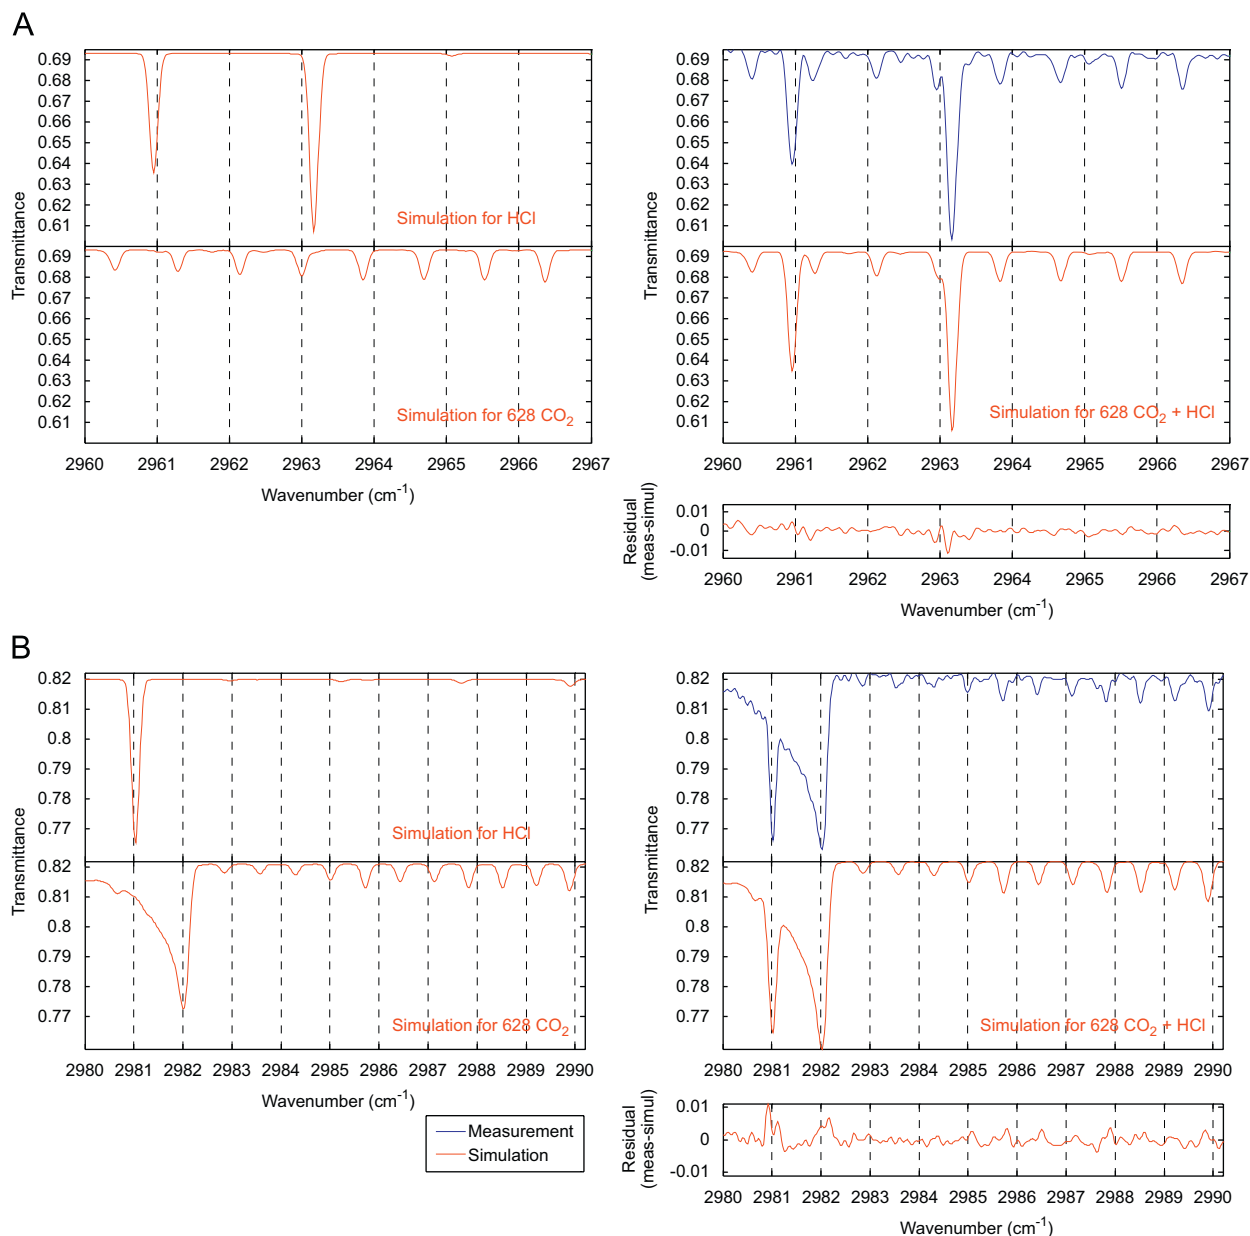 A
0.69
0.68
0.67
0.66
0.65
0.64
0.63
0.62
0.61
Simulation for HCl
0.69
0.68
0.67
0.66
0.65
0.64
0.63
0.62
0.61
Simulation for 628 CO2
Transmittance
2960 2961 2962 2963 2964 2965 2966 2967
Wavenumber (cm-1)
0.69
0.68
0.67
0.66
0.65
0.64
0.63
0.62
0.61
0.69
0.68
0.67
0.66
0.65
0.64
0.63
0.62
0.61
Simulation for 628 CO2 + HCl
Transmittance
2960 2961 2962 2963 2964 2965 2966 2967
0.01
0
-0.01
Residual
(meas-simul)
2960 2961 2962 2963 2964 2965 2966 2967
Wavenumber (cm-1)
B
0.82
0.81
0.8
0.79
0.78
0.77
Simulation for HCl
0.82
0.81
0.8
0.79
0.78
0.77
Simulation for 628 CO2
Transmittance
2980 2981 2982 2983 2984 2985 2986 2987 2988 2989 2990
Wavenumber (cm-1)
Measurement
Simulation
0.82
0.81
0.8
0.79
0.78
0.77
0.82
0.81
0.8
0.79
0.78
0.77
Simulation for 628 CO2 + HCl
Transmittance
2980 2981 2982 2983 2984 2985 2986 2987 2988 2989 2990
0.01
0
-0.01
Residual
(meas-simul)
2980 2981 2982 2983 2984 2985 2986 2987 2988 2989 2990
Wavenumber (cm-1)